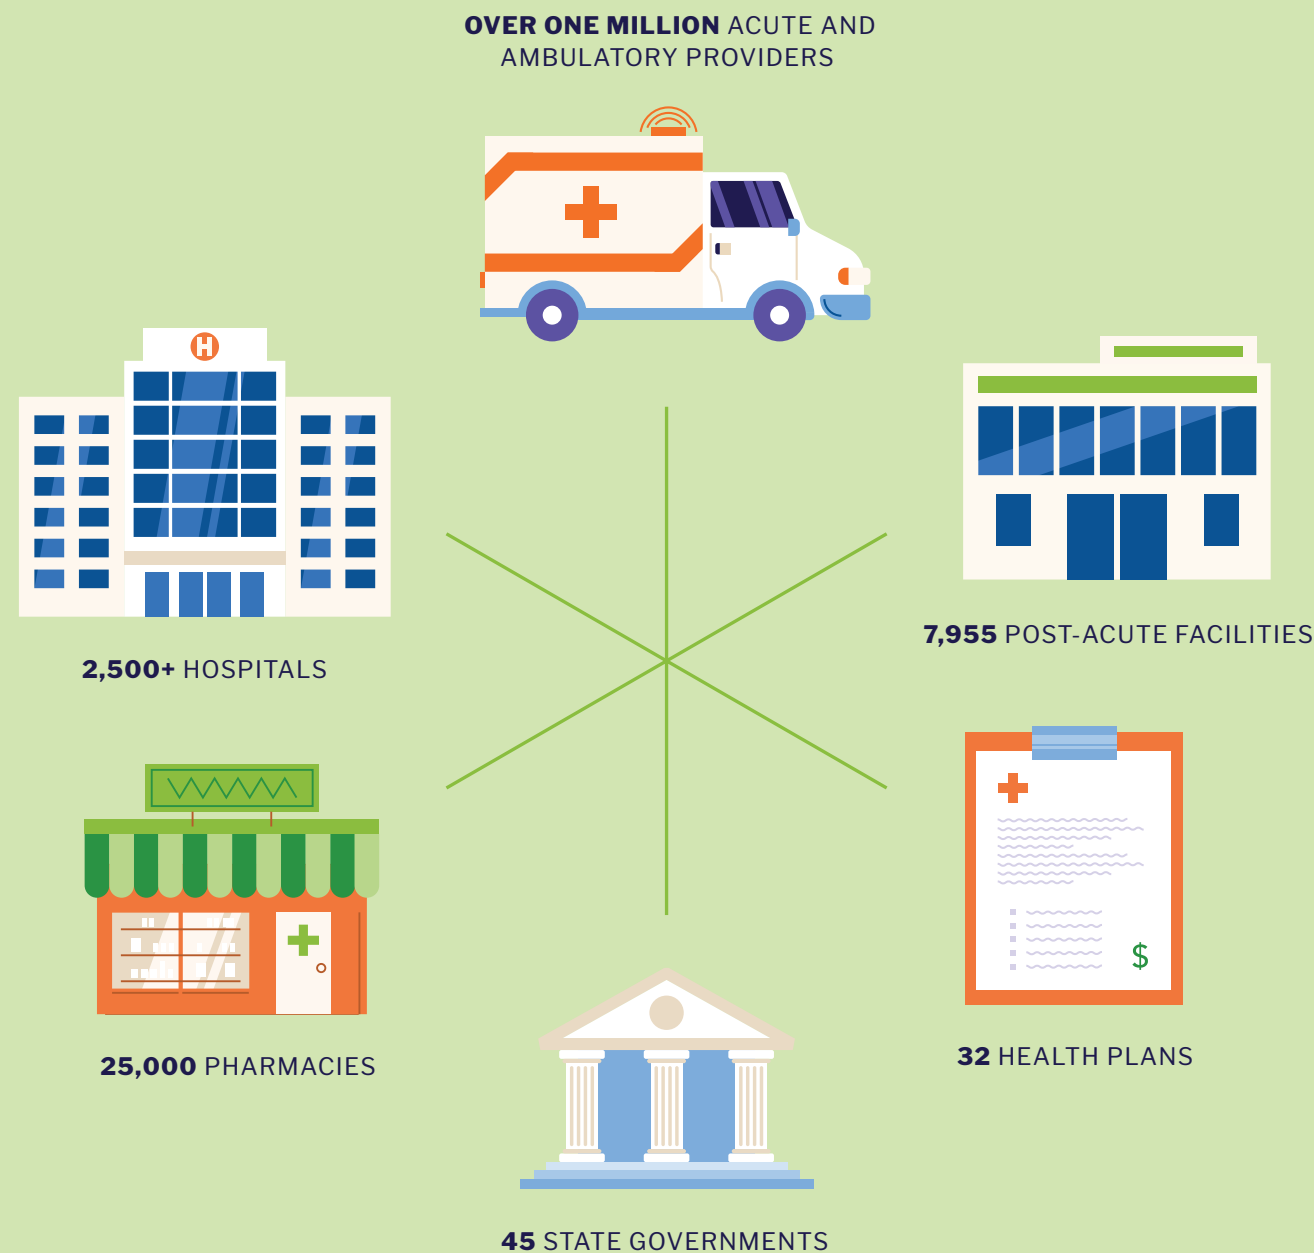 OVER ONE MILLION ACUTE AND
AMBULATORY PROVIDERS
H
2,500+ HOSPITALS
7,955 POST-ACUTE FACILITIES
25,000 PHARMACIES
$
32 HEALTH PLANS
45 STATE GOVERNMENTS